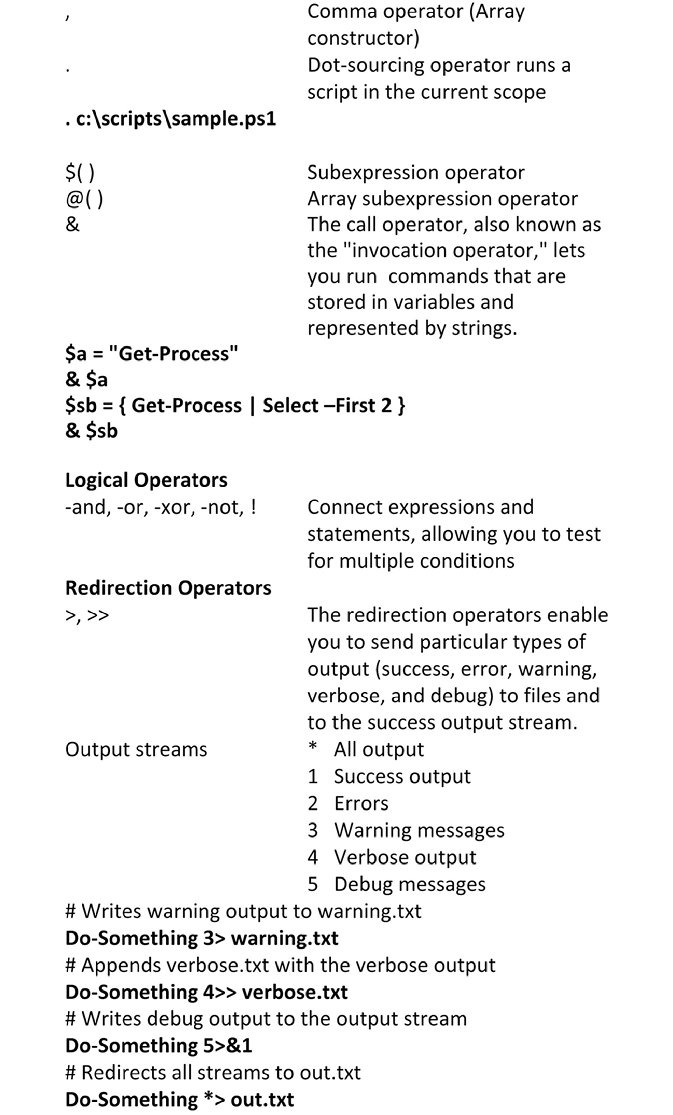 , Comma operator (Array
constructor)
. Dot-sourcing operator runs a
script in the current scope
. c:\scripts\sample.ps1
$( ) Subexpression operator
@( ) Array subexpression operator
& The call operator, also known as
the "invocation operator," lets
you run commands that are
stored in variables and
represented by strings.
$a = "Get-Process"
& $a
$sb = { Get-Process | Select –First 2 }
& $sb
Logical Operators
-and, -or, -xor, -not, ! Connect expressions and
statements, allowing you to test
for multiple conditions
Redirection Operators
>, >> The redirection operators enable
you to send particular types of
output (success, error, warning,
verbose, and debug) to files and
to the success output stream.
Output streams * All output
1 Success output
2 Errors
3 Warning messages
4 Verbose output
5 Debug messages
# Writes warning output to warning.txt
Do-Something 3> warning.txt
# Appends verbose.txt with the verbose output
Do-Something 4>> verbose.txt
# Writes debug output to the output stream
Do-Something 5>&1
# Redirects all streams to out.txt
Do-Something *> out.txt